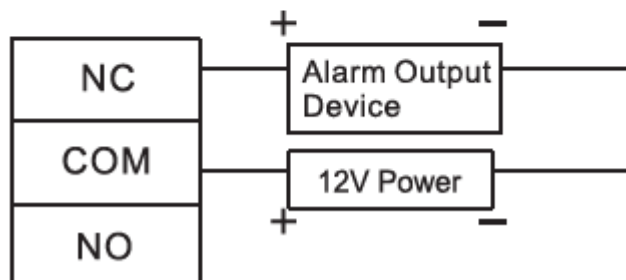 + −
NC
Alarm Output
Device
COM
12V Power
+ −
NO